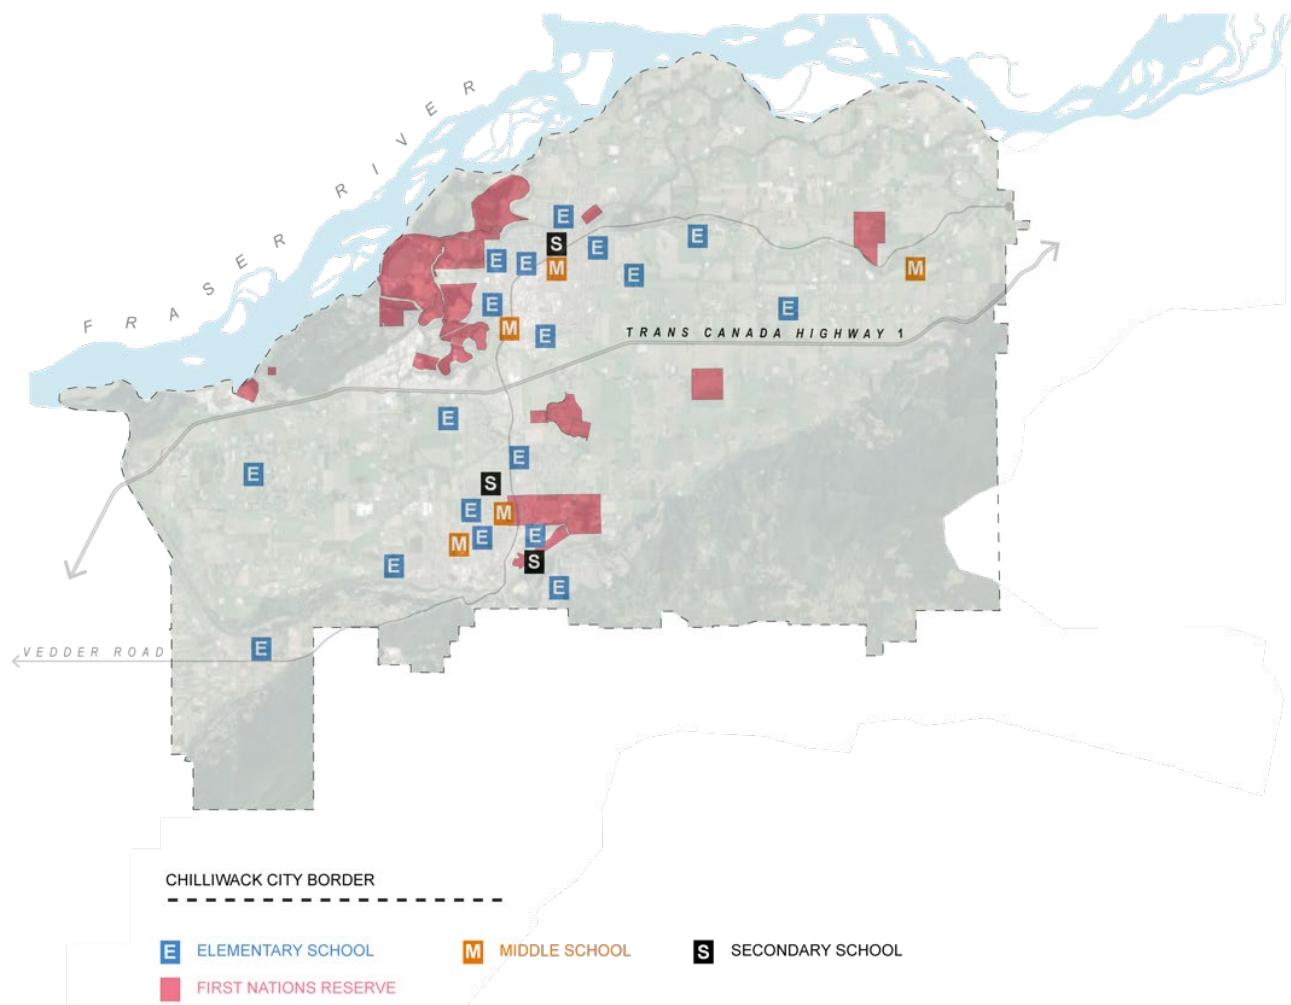 FRASER RIVER
E
E
S
E
E
E
E
M
E
M
E
E
M
E
TRANS CANADA HIGHWAY 1
E
E
E
S
E
M
E
E
M
S
E
E
E
VEDDER ROAD
CHILLIWACK CITY BORDER
E ELEMENTARY SCHOOL
M MIDDLE SCHOOL
S SECONDARY SCHOOL
FIRST NATIONS RESERVE